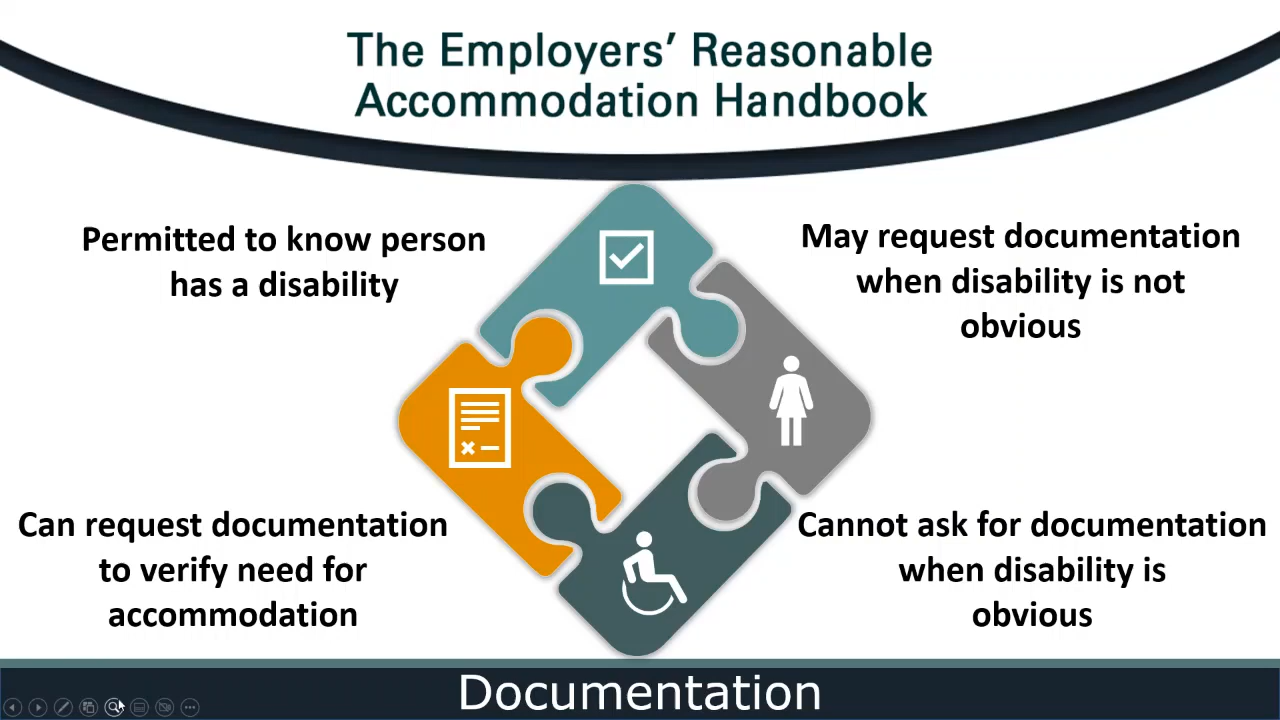 The Employers’ Reasonable
Accommodation Handbook
Permitted to know person
has a disability
May request documentation
when disability is not
obvious
Can request documentation
to verify need for
accommodation
Cannot ask for documentation
when disability is
obvious
Documentation